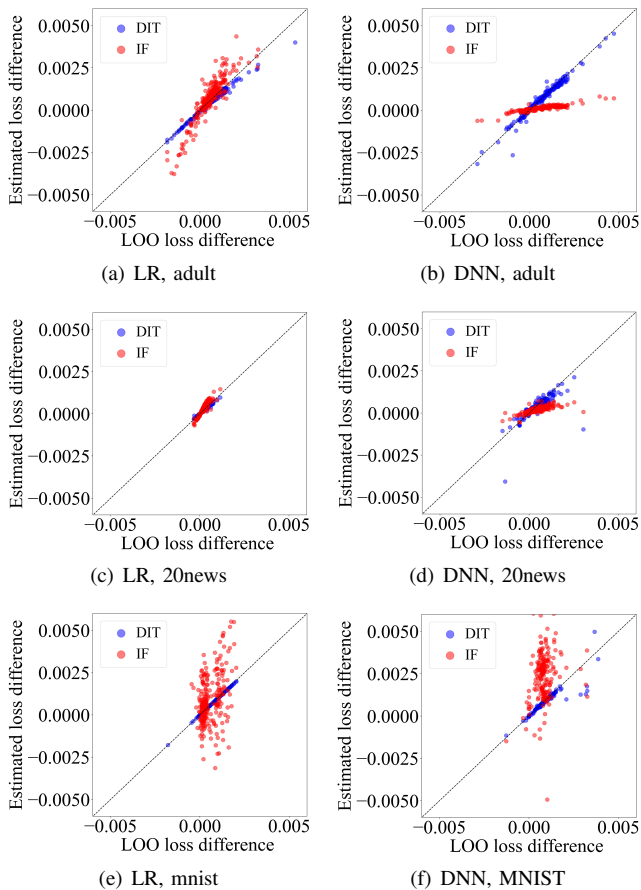 0.0050
0.0025
0.0000
−0.0025
−0.0050
Estimated loss difference
DIT
IF
−0.005
0.000
0.005
LOO loss difference
(a) LR, adult
0.0050
0.0025
0.0000
−0.0025
−0.0050
Estimated loss difference
DIT
IF
−0.005
0.000
0.005
LOO loss difference
(b) DNN, adult
0.0050
0.0025
0.0000
−0.0025
−0.0050
Estimated loss difference
DIT
IF
−0.005
0.000
0.005
LOO loss difference
(c) LR, 20news
0.0050
0.0025
0.0000
−0.0025
−0.0050
Estimated loss difference
DIT
IF
−0.005
0.000
0.005
LOO loss difference
(d) DNN, 20news
0.0050
0.0025
0.0000
−0.0025
−0.0050
Estimated loss difference
DIT
IF
−0.005
0.000
0.005
LOO loss difference
(e) LR, mnist
0.0050
0.0025
0.0000
−0.0025
−0.0050
Estimated loss difference
DIT
IF
−0.005
0.000
0.005
LOO loss difference
(f) DNN, MNIST